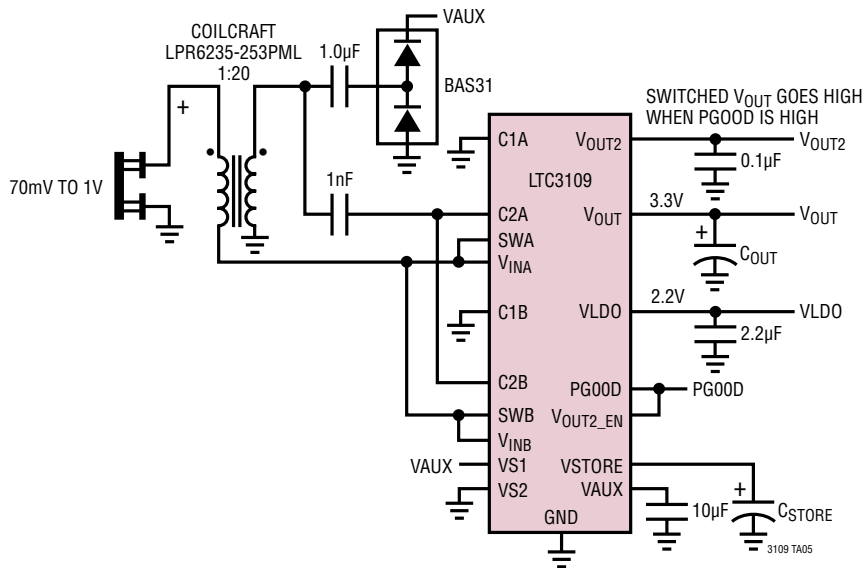 COILCRAFT
LPR6235-253PML
1:20
1.0µF
VAUX
BAS31
70mV TO 1V
+
1nF
SWITCHED VOUT GOES HIGH
WHEN PGOOD IS HIGH
C1A
VOUT2
VOUT2
0.1µF
LTC3109
C2A
VOUT
3.3V
VOUT
SWA
VINA
+
COUT
C1B
VLDO
2.2V
VLDO
2.2µF
C2B
PG00D
PG00D
SWB
VOUT2_EN
VINB
VAUX
VS1
VSTORE
VS2
VAUX
10µF
+
CSTORE
GND
3109 TA05